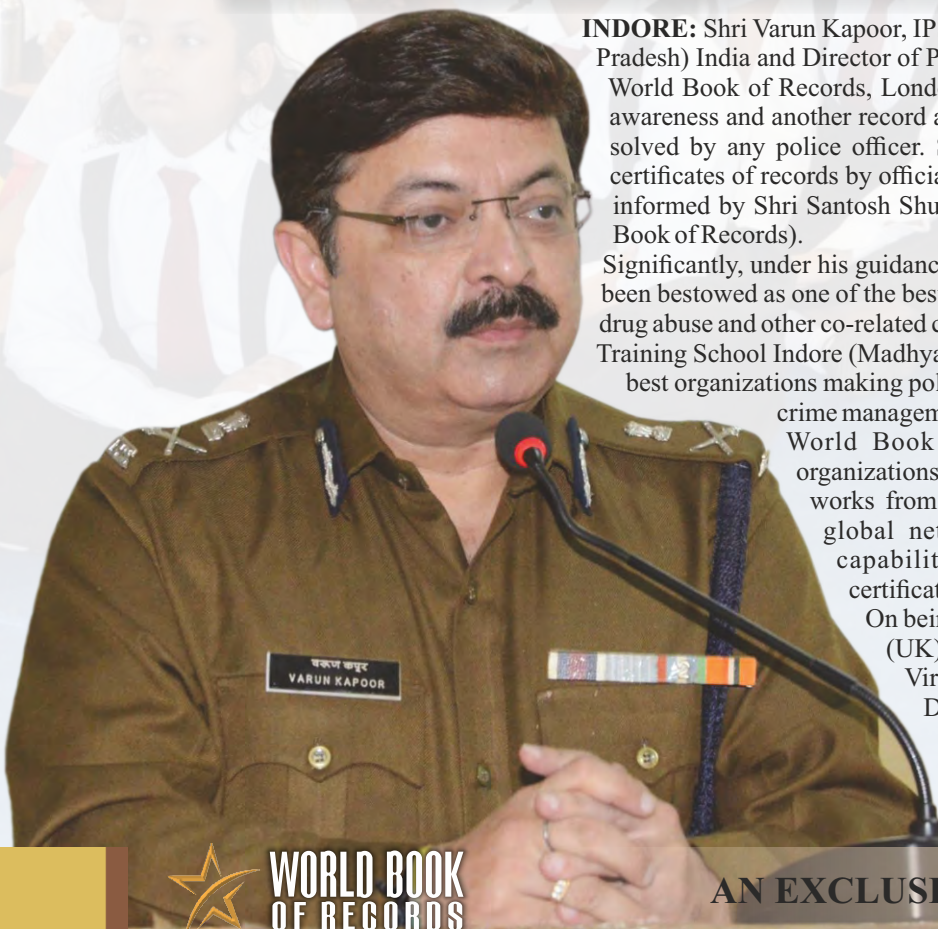 INDORE: Shri Varun Kapoor, IP
Pradesh) India and Director of P
World Book of Records, Lond
awareness and another record a
solved by any police officer. S
certificates of records by officia
informed by Shri Santosh Shu
Book of Records).
Significantly, under his guidanc
been bestowed as one of the best
drug abuse and other co-related c
Training School Indore (Madhya
best organizations making pol
crime managem
World Book
organizations
works from
global net
capabilit
certificat
On bein
(UK)
Vir
D
वरूण कपूर
VARUN KAPOOR
WORLD BOOK
OF RECORDS
AN EXCLUSI